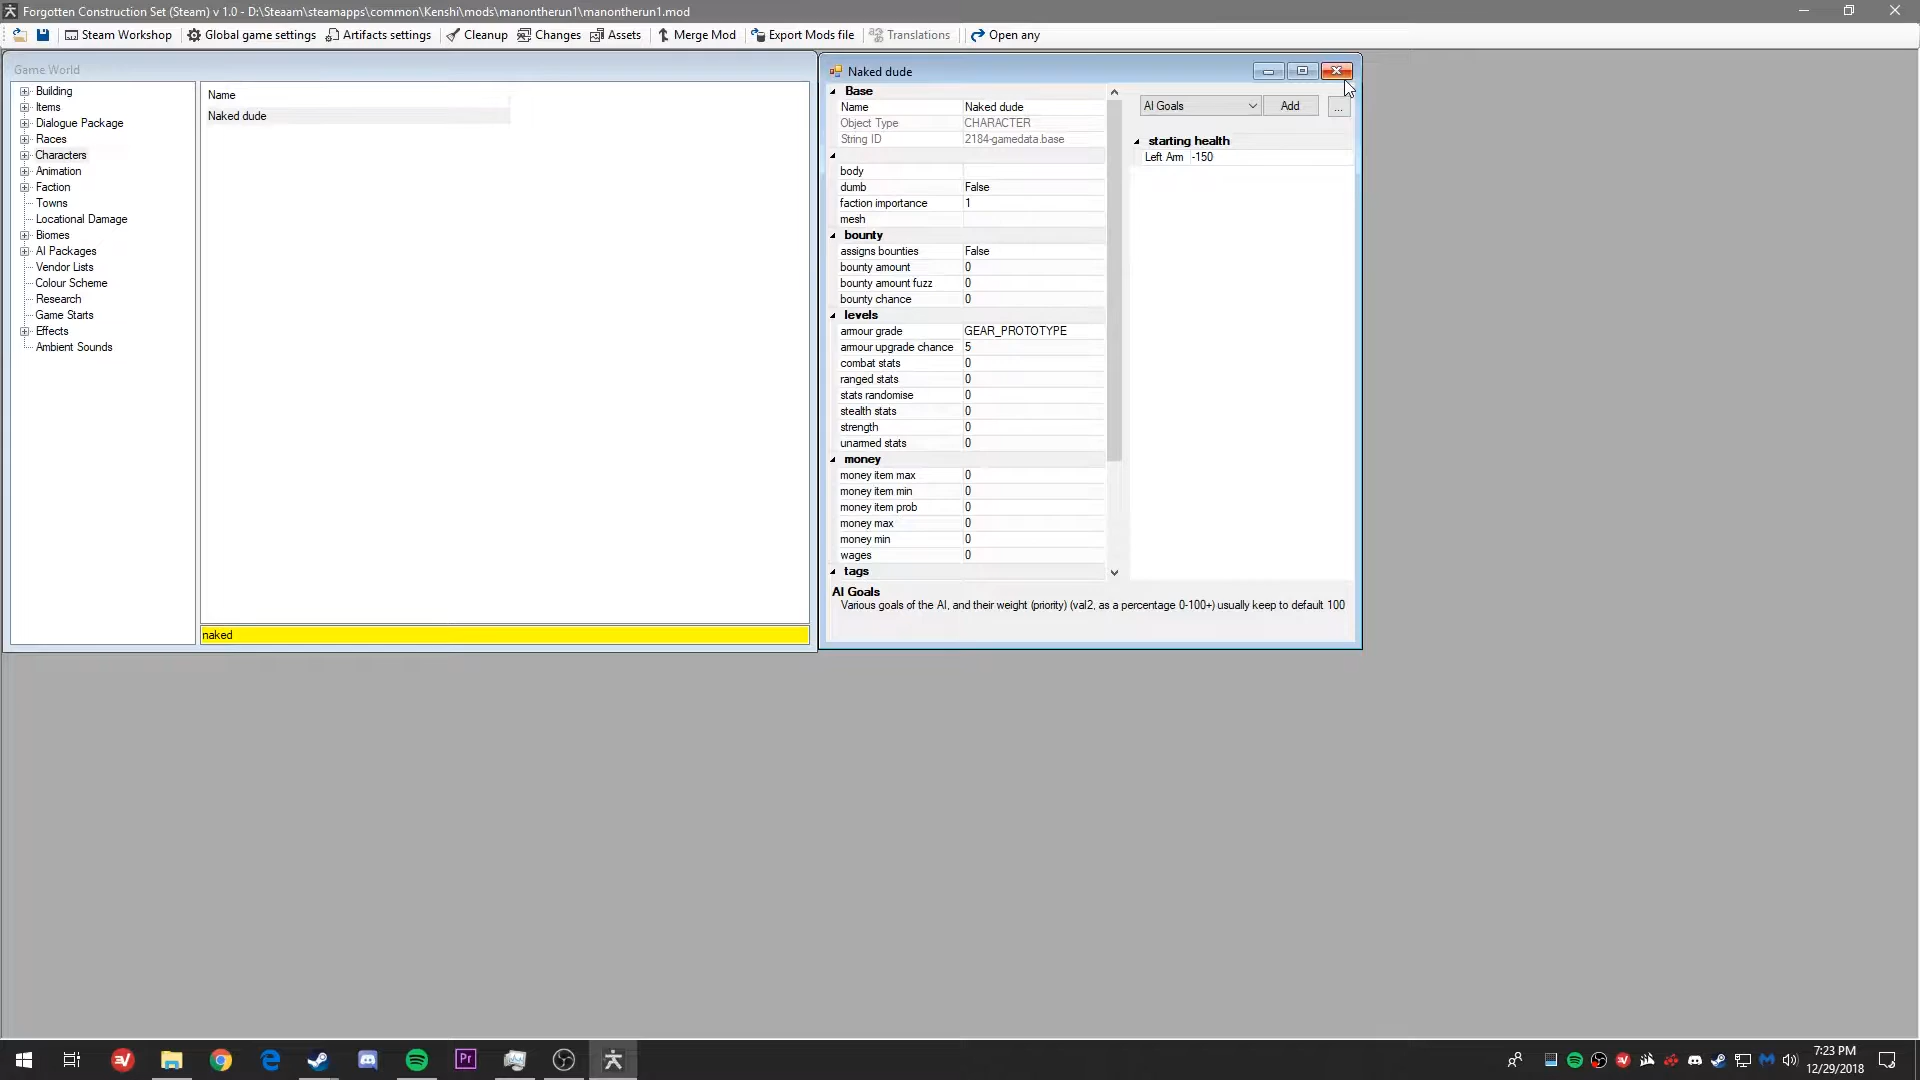 Forgotten Construction Set (Steam) v 1.0 - D:\Steaam\steamapps\common\Kenshi\mods\manontherun1\manontherun1.mod
Steam Workshop Global game settings Artifacts settings Cleanup Changes Assets Merge Mod Export Mods file Translations Open any
Game World
Building
Items
Dialogue Package
Races
Characters
Animation
Faction
Towns
Locational Damage
Biomes
AI Packages
Vendor Lists
Colour Scheme
Research
Game Starts
Effects
Ambient Sounds
Name
Naked dude
naked
Naked dude
Base
Name Naked dude
Object Type CHARACTER
String ID 2184-gamedata.base
body
dumb False
faction importance 1
mesh
bounty
assigns bounties False
bounty amount 0
bounty amount fuzz 0
bounty chance 0
levels
armour grade GEAR_PROTOTYPE
armour upgrade chance 5
combat stats 0
ranged stats 0
stats randomise 0
stealth stats 0
strength 0
unarmed stats 0
money
money item max 0
money item min 0
money item prob 0
money max 0
money min 0
wages 0
tags
AI Goals Add ...
starting health
Left Arm -150
AI Goals
Various goals of the AI, and their weight (priority) (val2, as a percentage 0-100+) usually keep to default 100
Pr
7:23 PM
12/29/2018